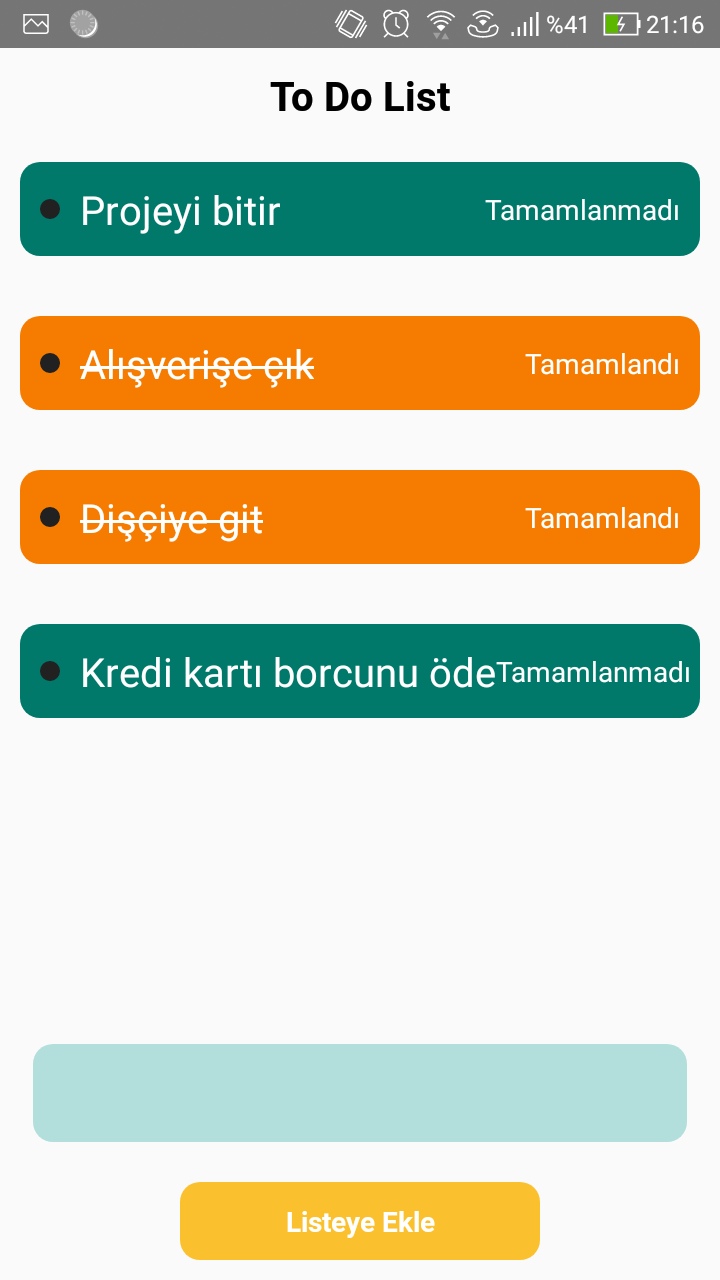 %41 21:16
To Do List
Projeyi bitir Tamamlanmadı
Alışverişe çık Tamamlandı
Dişçiye git Tamamlandı
Kredi kartı borcunu öde Tamamlanmadı
Listeye Ekle